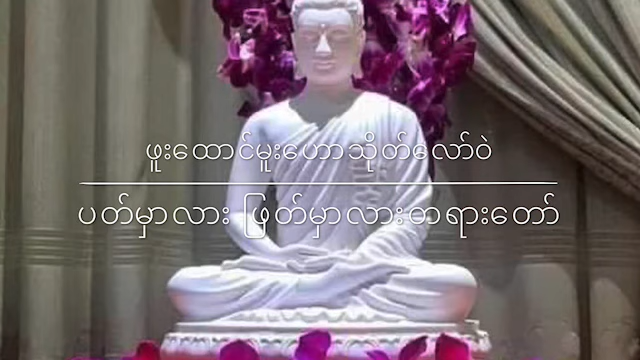 ဖူးထောင်မူးဟောသိုတ်လော်ဝဲ
ပတ်မှာလား ဖြတ်မှာလားတရားတော်